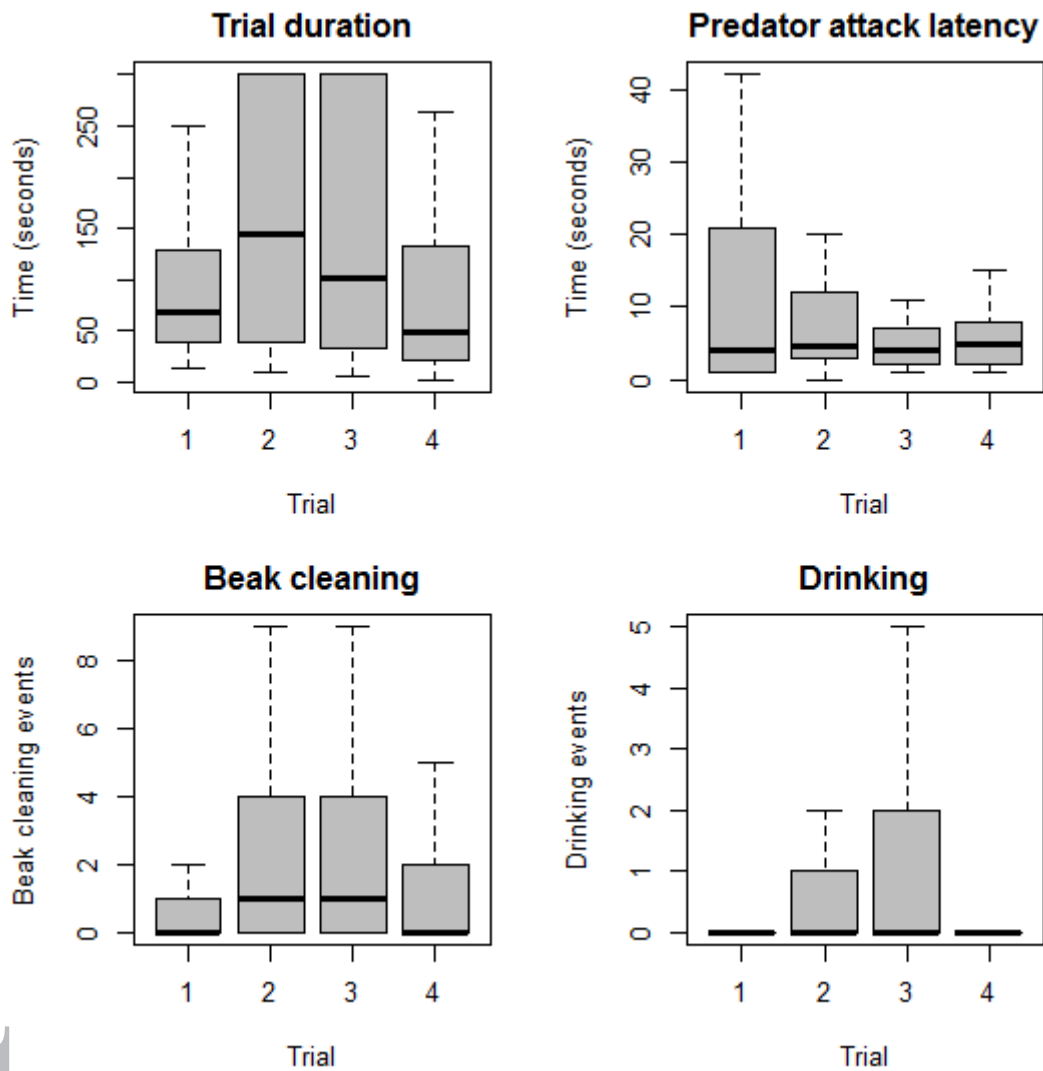 Trial duration
Time (seconds)
0
50
150
250
1 2 3 4
Trial
Predator attack latency
Time (seconds)
0
10
20
30
40
1 2 3 4
Trial
Beak cleaning
Beak cleaning events
0
2
4
6
8
1 2 3 4
Trial
Drinking
Drinking events
0
1
2
3
4
5
1 2 3 4
Trial